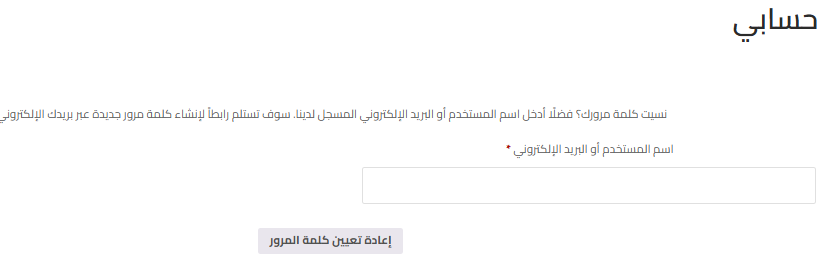 حسابي
نسيت كلمة مرورك؟ فضلًا أدخل اسم المستخدم أو البريد الإلكتروني المسجل لدينا. سوف تستلم رابطاً لإنشاء كلمة مرور جديدة عبر بريدك الإلكتروني
اسم المستخدم أو البريد الإلكتروني *
إعادة تعيين كلمة المرور